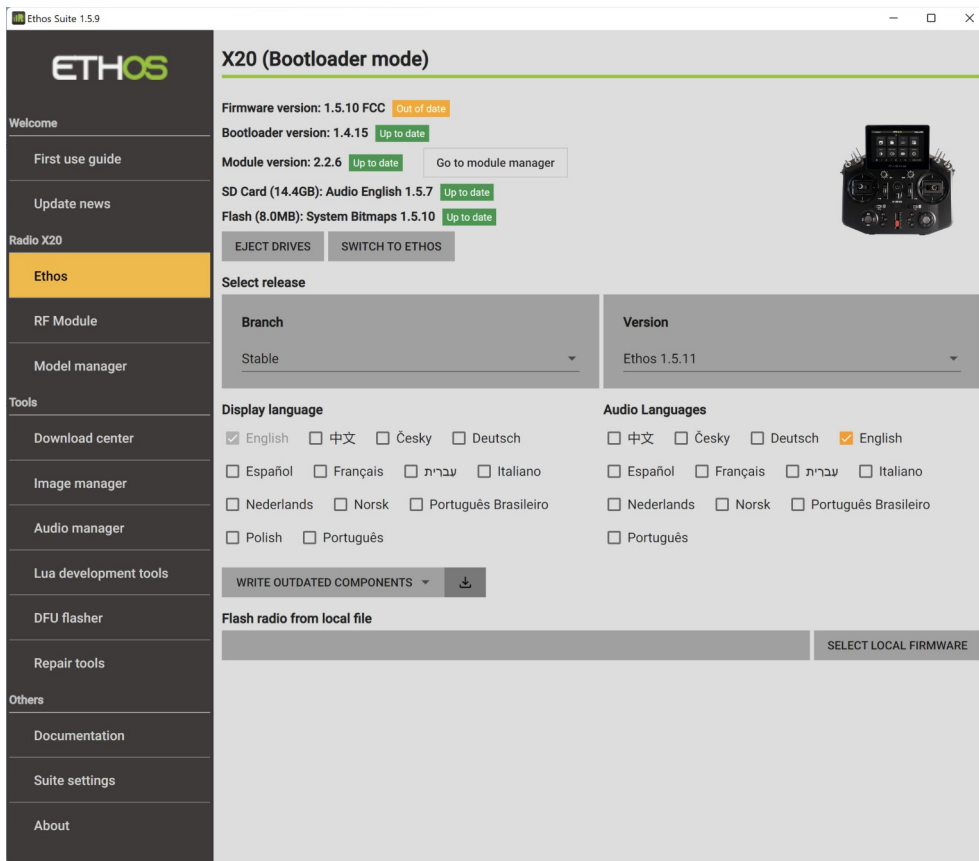 Ethos Suite 1.5.9
ETHOS
Welcome
First use guide
Update news
Radio X20
Ethos
RF Module
Model manager
Tools
Download center
Image manager
Audio manager
Lua development tools
DFU flasher
Repair tools
Others
Documentation
Suite settings
About
X20 (Bootloader mode)
Firmware version: 1.5.10 FCC Out of date
Bootloader version: 1.4.15 Up to date
Module version: 2.2.6 Up to date Go to module manager
SD Card (14.4GB): Audio English 1.5.7 Up to date
Flash (8.0MB): System Bitmaps 1.5.10 Up to date
EJECT DRIVES SWITCH TO ETHOS
Select release
Branch
Stable
Version
Ethos 1.5.11
Display language
English 中文 Česky Deutsch
Español Français עברית Italiano
Nederlands Norsk Português Brasileiro
Polish Português
Audio Languages
中文 Česky Deutsch English
Español Français עברית Italiano
Nederlands Norsk Português Brasileiro
Português
WRITE OUTDATED COMPONENTS
Flash radio from local file
SELECT LOCAL FIRMWARE